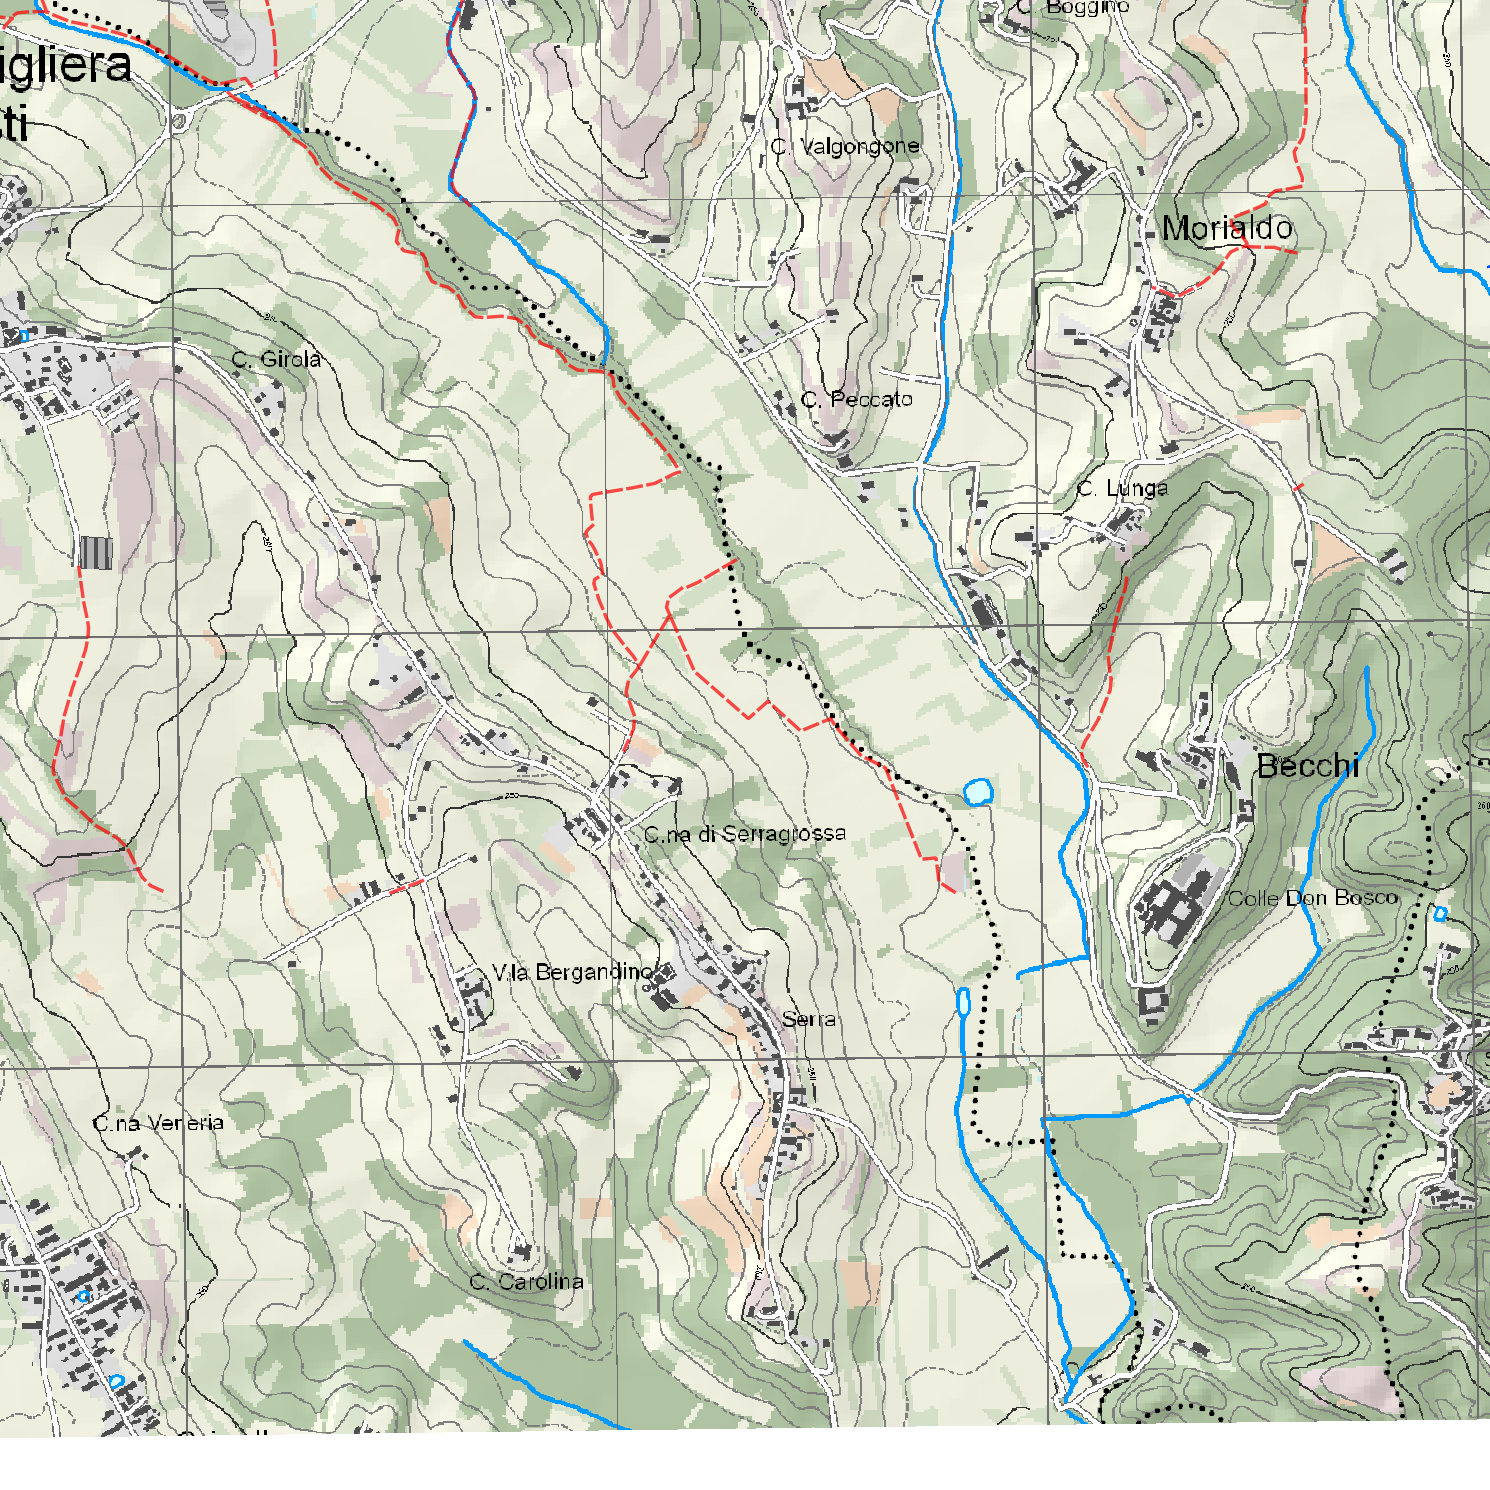 C. Boggino
igliera
ti
C. Valgongone
Morialdo
C. Girola
C. Peccato
C. Lunga
Becchi
C.na di Serragrossa
Colle Don Bosco
V.la Bergandino
Serra
C.na Veneria
C. Carolina